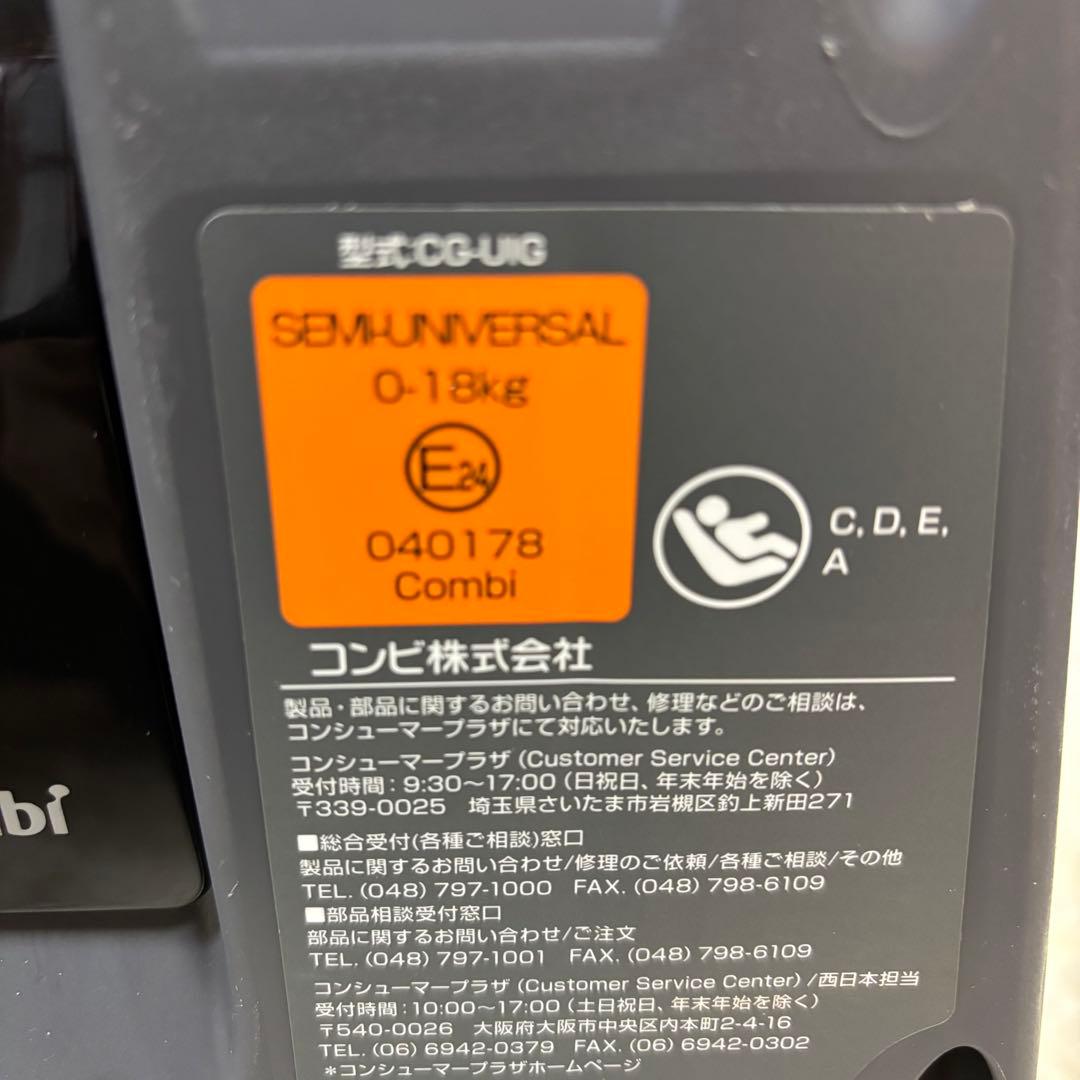 型式:CG-UIG
SEMI-UNIVERSAL
0-18kg
E24
040178
Combi
C, D, E,
A
コンビ株式会社
製品・部品に関するお問い合わせ、修理などのご相談は、
コンシューマープラザにて対応いたします。
コンシューマープラザ (Customer Service Center)
受付時間：9:30〜17:00 (日祝日、年末年始を除く)
〒339-0025 埼玉県さいたま市岩槻区釣上新田271
■総合受付(各種ご相談)窓口
製品に関するお問い合わせ/修理のご依頼/各種ご相談/その他
TEL. (048) 797-1000 FAX. (048) 798-6109
■部品相談受付窓口
部品に関するお問い合わせ/ご注文
TEL. (048) 797-1001 FAX. (048) 798-6109
コンシューマープラザ (Customer Service Center) /西日本担当
受付時間：10:00〜17:00 (土日祝日、年末年始を除く)
〒540-0026 大阪府大阪市中央区内本町2-4-16
TEL. (06) 6942-0379 FAX. (06) 6942-0302
*コンシューマープラザホームページ
bi